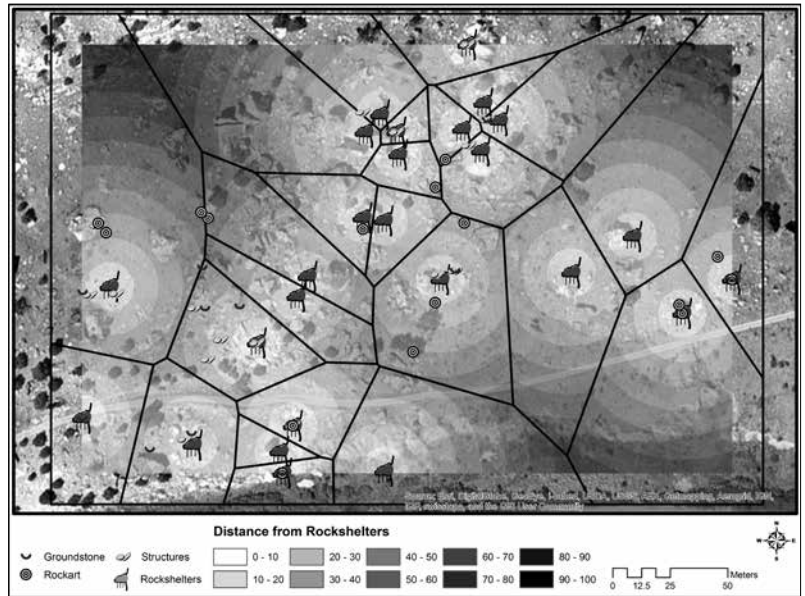 Source: Esri, DigitalGlobe, GeoEye, i-cubed, USDA, USGS, AEX, Getmapping, Aerogrid, IGN,
IGP, swisstopo, and the GIS User Community
Distance from Rockshelters
Groundstone
Structures
0 - 10
20 - 30
40 - 50
60 - 70
80 - 90
Rockart
Rockshelters
10 - 20
30 - 40
50 - 60
70 - 80
90 - 100
N
W
E
S
Meters
0 12.5 25 50